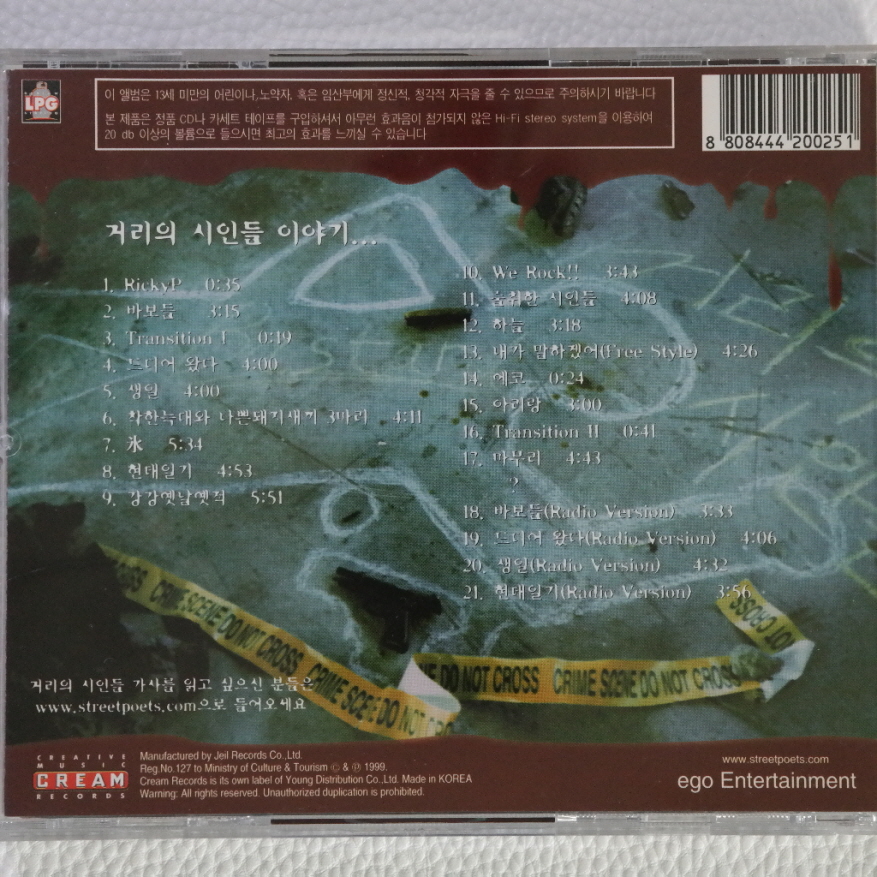 LPG
이 앨범은 13세 미만의 어린이나, 노약자, 혹은 임산부에게 정신적, 청각적 자극을 줄 수 있으므로 주의하시기 바랍니다
본 제품은 정품 CD나 카세트 테이프를 구입하셔서 아무런 효과음이 첨가되지 않은 Hi-Fi stereo system을 이용하여
20 db 이상의 볼륨으로 들으시면 최고의 효과를 느끼실 수 있습니다
8 808444 200251
거리의 시인들 이야기...
1. RickyP 0:35
2. 바보들 3:15
3. Transition I 0:49
4. 드디어 왔다 4:00
5. 생일 4:00
6. 착한늑대와 나쁜돼지새끼 3마리 4:11
7. 氷 5:34
8. 현대일기 4:53
9. 강강옛날옛적 5:51
10. We Rock!! 3:43
11. 술취한 시인들 4:08
12. 하늘 3:18
13. 내가 말하겠어(Free Style) 4:26
14. 에코 0:24
15. 아리랑 3:00
16. Transition II 0:41
17. 마무리 4:43
?
18. 바보들(Radio Version) 3:33
19. 드디어 왔다(Radio Version) 4:06
20. 생일(Radio Version) 4:32
21. 현대일기(Radio Version) 3:56
CRIME SCENE DO NOT CROSS CRIME SCENE DO NOT
DO NOT CROSS CRIME SCENE DO NOT CROSS
NOT CROSS
거리의 시인들 가사를 읽고 싶으신 분들은
www.streetpoets.com으로 들어오세요
CREATIVE
MUSIC
CREAM
RECORDS
Manufactured by Jeil Records Co.,Ltd.
Reg.No.127 to Ministry of Culture & Tourism © & ℗ 1999.
Cream Records is its own label of Young Distribution Co.,Ltd. Made in KOREA
Warning: All rights reserved. Unauthorized duplication is prohibited.
www.streetpoets.com
ego Entertainment